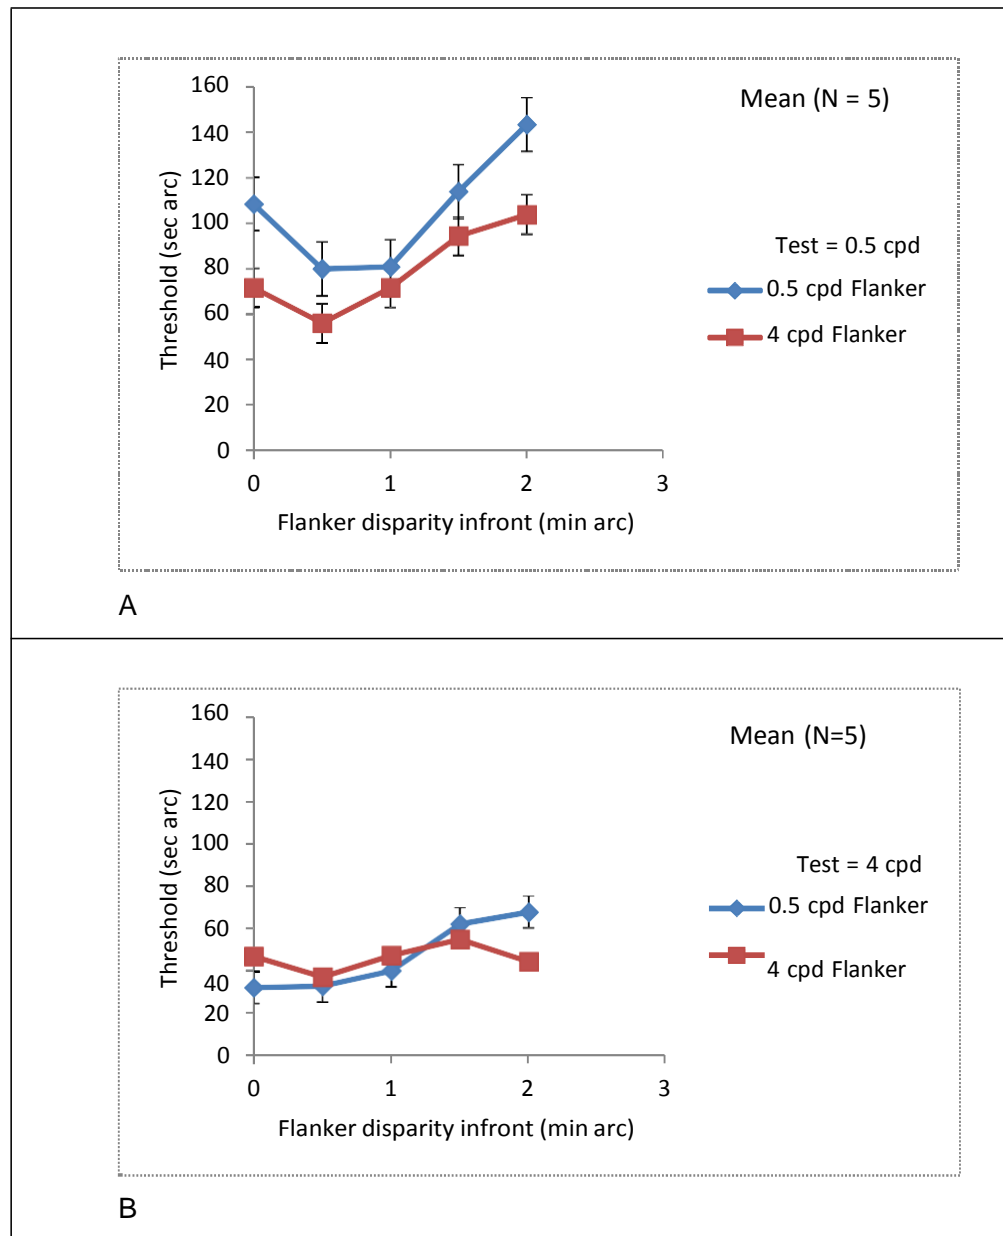 160
140
120
100
80
60
40
20
0
Threshold (sec arc)
Mean (N = 5)
Test = 0.5 cpd
0.5 cpd Flanker
4 cpd Flanker
0 1 2 3
Flanker disparity infront (min arc)
A
160
140
120
100
80
60
40
20
0
Threshold (sec arc)
Mean (N=5)
Test = 4 cpd
0.5 cpd Flanker
4 cpd Flanker
0 1 2 3
Flanker disparity infront (min arc)
B